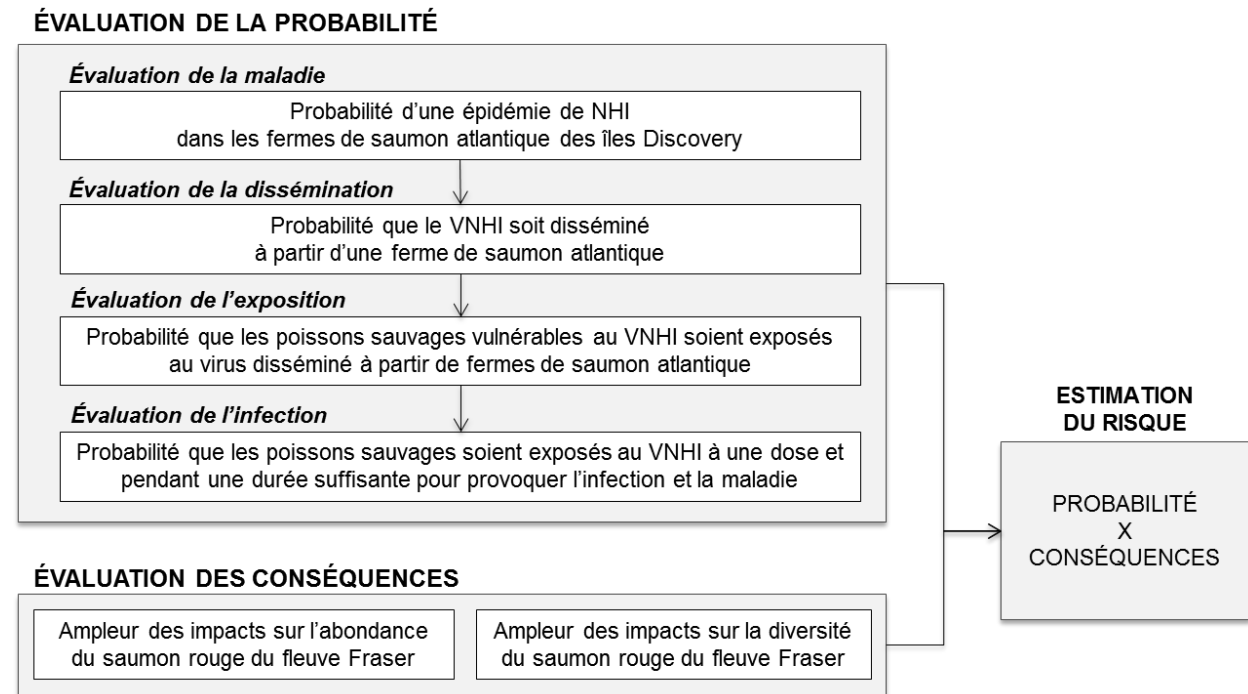 ÉVALUATION DE LA PROBABILITÉ
Évaluation de la maladie
Probabilité d’une épidémie de NHI
dans les fermes de saumon atlantique des îles Discovery
Évaluation de la dissémination
Probabilité que le VNHI soit disséminé
à partir d’une ferme de saumon atlantique
Évaluation de l’exposition
Probabilité que les poissons sauvages vulnérables au VNHI soient exposés
au virus disséminé à partir de fermes de saumon atlantique
Évaluation de l’infection
Probabilité que les poissons sauvages soient exposés au VNHI à une dose et
pendant une durée suffisante pour provoquer l’infection et la maladie
ÉVALUATION DES CONSÉQUENCES
Ampleur des impacts sur l’abondance
du saumon rouge du fleuve Fraser
Ampleur des impacts sur la diversité
du saumon rouge du fleuve Fraser
ESTIMATION
DU RISQUE
PROBABILITÉ
X
CONSÉQUENCES